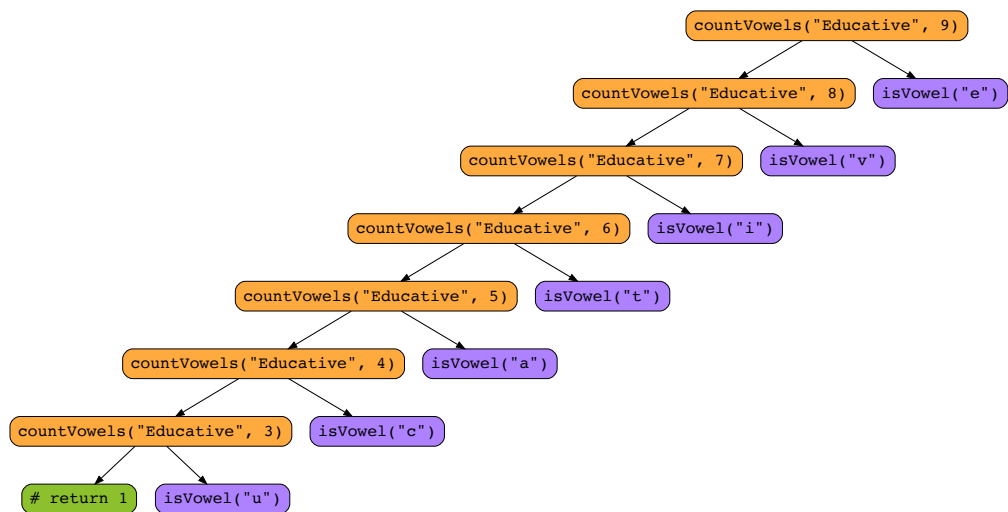 countVowels("Educative", 9)
countVowels("Educative", 8)
isVowel("e")
countVowels("Educative", 7)
isVowel("v")
countVowels("Educative", 6)
isVowel("i")
countVowels("Educative", 5)
isVowel("t")
countVowels("Educative", 4)
isVowel("a")
countVowels("Educative", 3)
isVowel("c")
# return 1
isVowel("u")